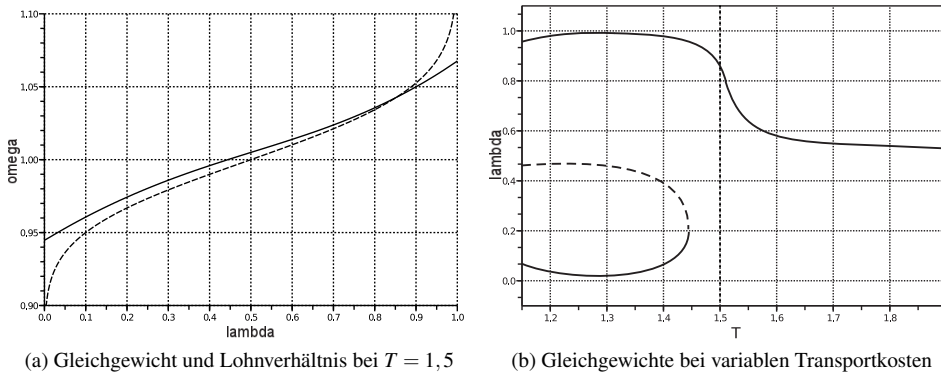 1.10
1.05
1.00
0.95
0.90
omega
0.0 0.1 0.2 0.3 0.4 0.5 0.6 0.7 0.8 0.9 1.0
lambda
(a) Gleichgewicht und Lohnverhältnis bei T = 1,5
1.0
0.8
0.6
0.4
0.2
0.0
lambda
1,2 1,3 1,4 1,5 1,6 1,7 1,8
T
(b) Gleichgewichte bei variablen Transportkosten